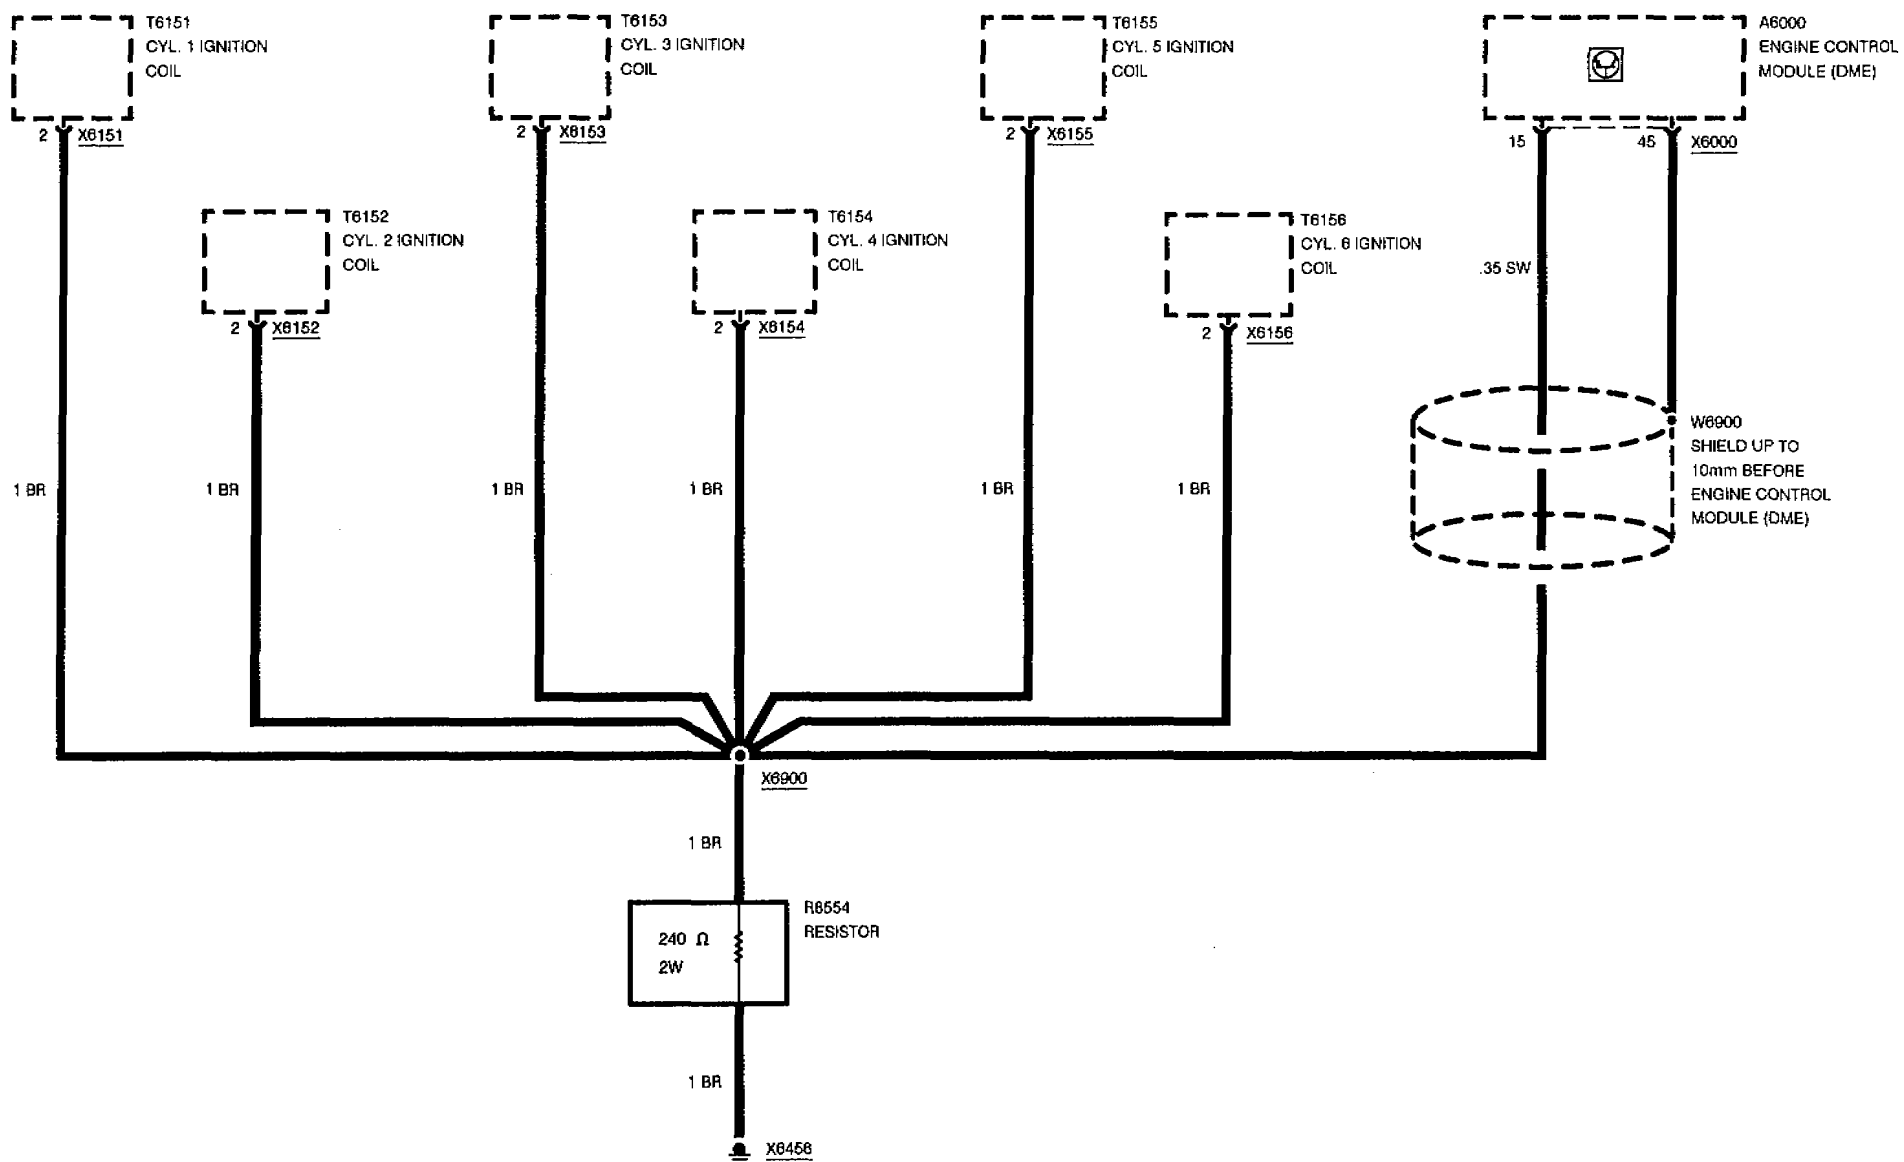 T6151
CYL. 1 IGNITION
COIL
2 X6151
T6153
CYL. 3 IGNITION
COIL
2 X6153
T6155
CYL. 5 IGNITION
COIL
2 X6155
A6000
ENGINE CONTROL
MODULE (DME)
15 45 X6000
T6152
CYL. 2 IGNITION
COIL
2 X6152
T6154
CYL. 4 IGNITION
COIL
2 X6154
T6156
CYL. 6 IGNITION
COIL
2 X6156
.35 SW
W6900
SHIELD UP TO
10mm BEFORE
ENGINE CONTROL
MODULE (DME)
1 BR
1 BR
1 BR
1 BR
1 BR
1 BR
X6900
1 BR
R8554
RESISTOR
240 Ω
2W
1 BR
X6456